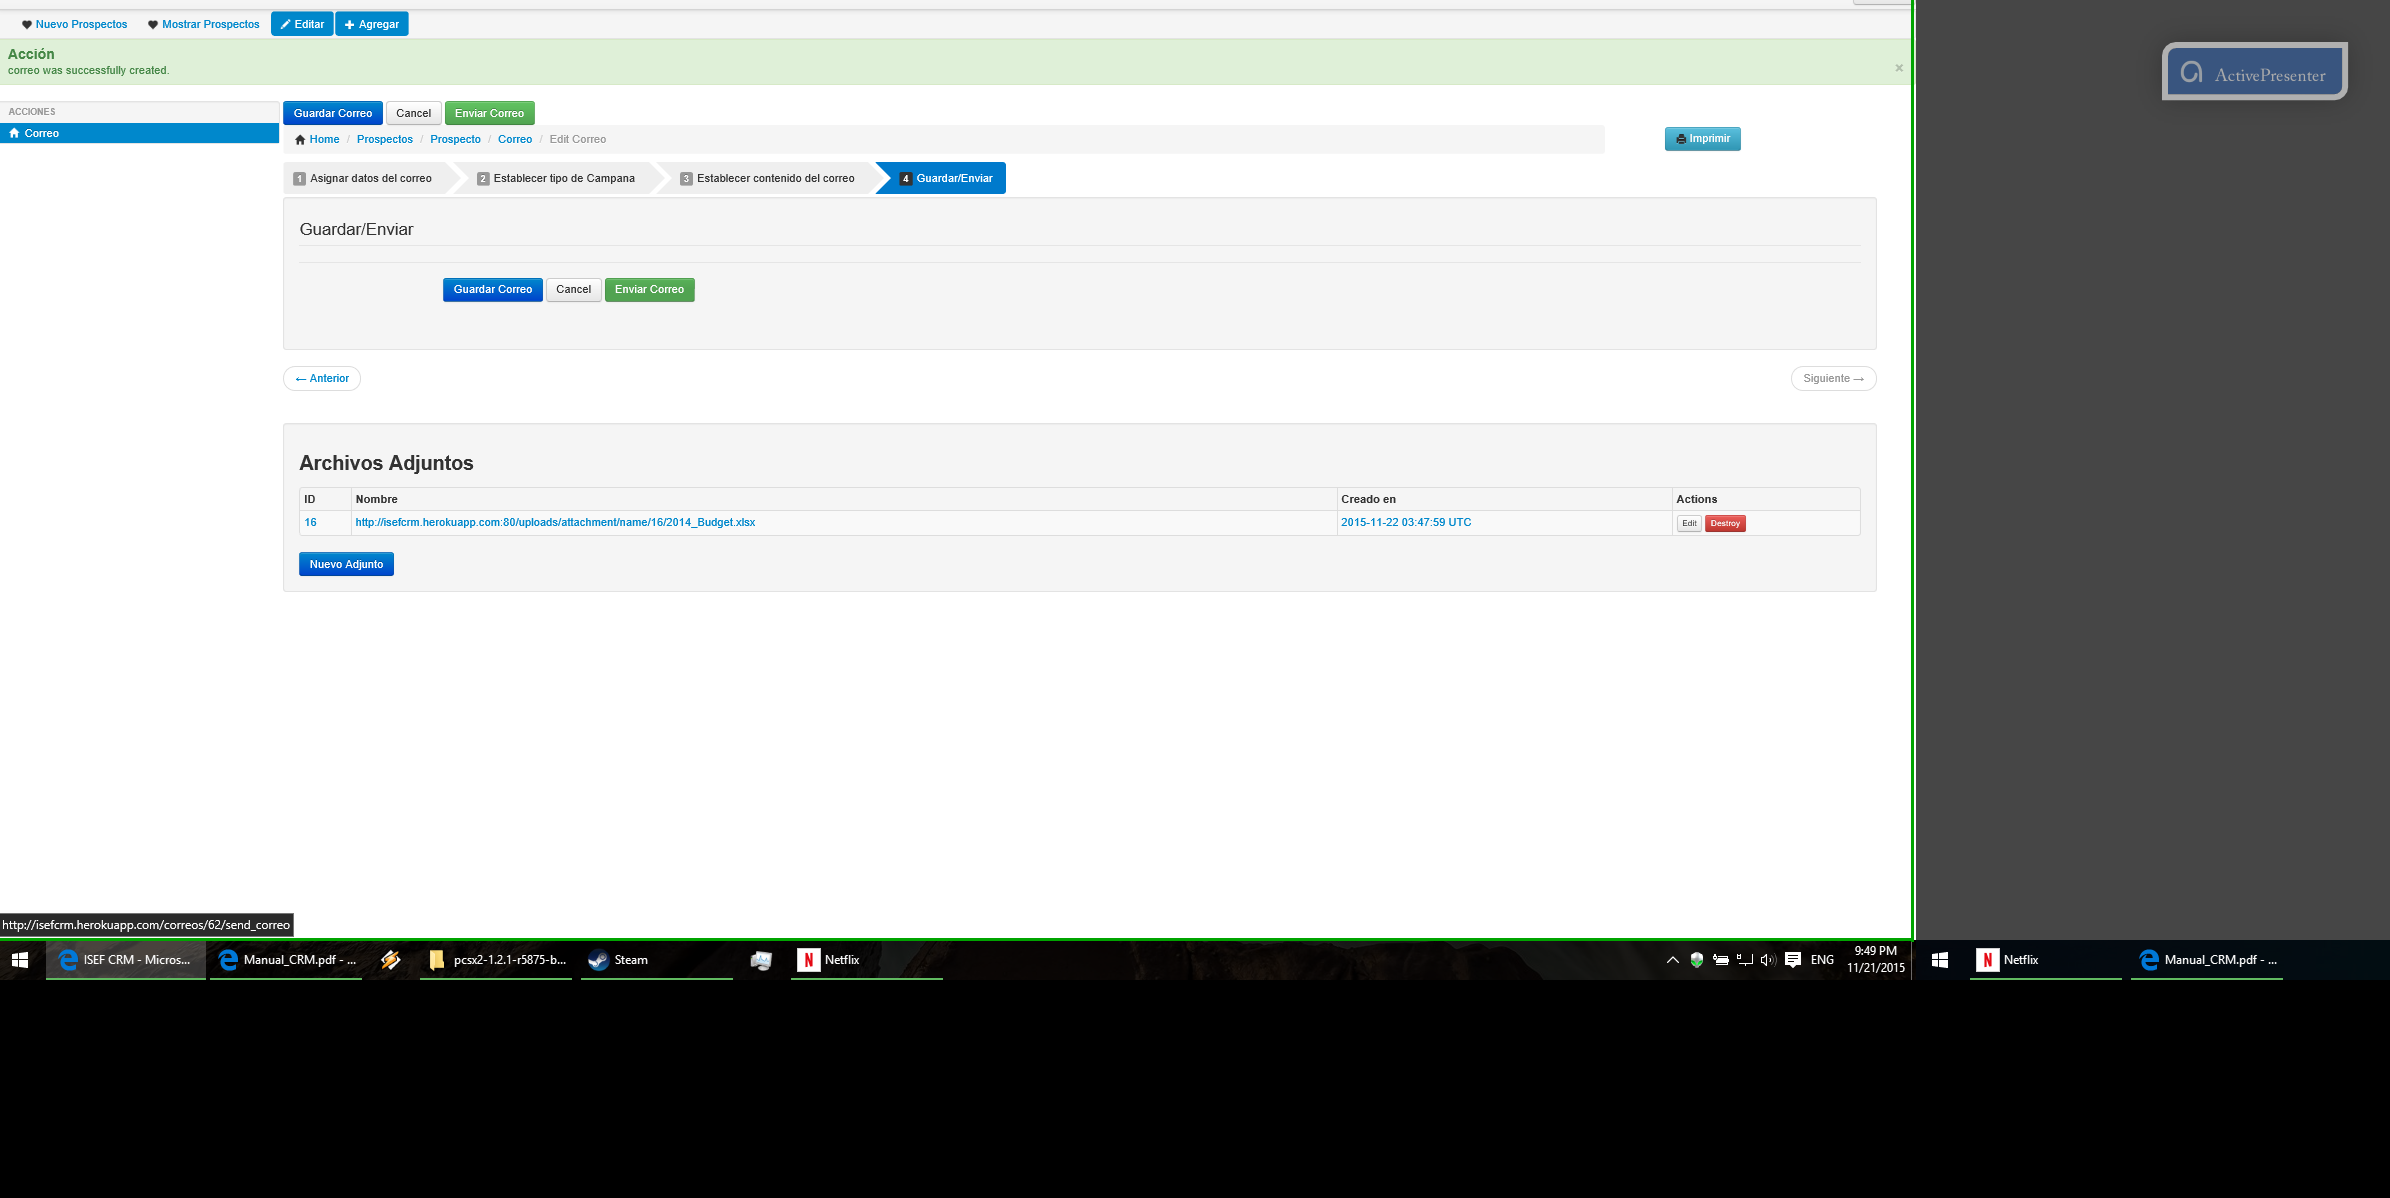 Nuevo Prospectos Mostrar Prospectos Editar Agregar
Acción
correo was successfully created.
×
ActivePresenter
ACCIONES
Correo
Guardar Correo Cancel Enviar Correo
Home / Prospectos / Prospecto / Correo / Edit Correo
Imprimir
1 Asignar datos del correo 2 Establecer tipo de Campana 3 Establecer contenido del correo 4 Guardar/Enviar
Guardar/Enviar
Guardar Correo Cancel Enviar Correo
← Anterior
Siguiente →
Archivos Adjuntos
ID Nombre Creado en Actions
16 http://isefcrm.herokuapp.com:80/uploads/attachment/name/16/2014_Budget.xlsx 2015-11-22 03:47:59 UTC Edit Destroy
Nuevo Adjunto
http://isefcrm.herokuapp.com/correos/62/send_correo
ISEF CRM - Micros... Manual_CRM.pdf - ... pcsx2-1.2.1-r5875-b... Steam N Netflix ENG 9:49 PM N Netflix Manual_CRM.pdf - ...
11/21/2015